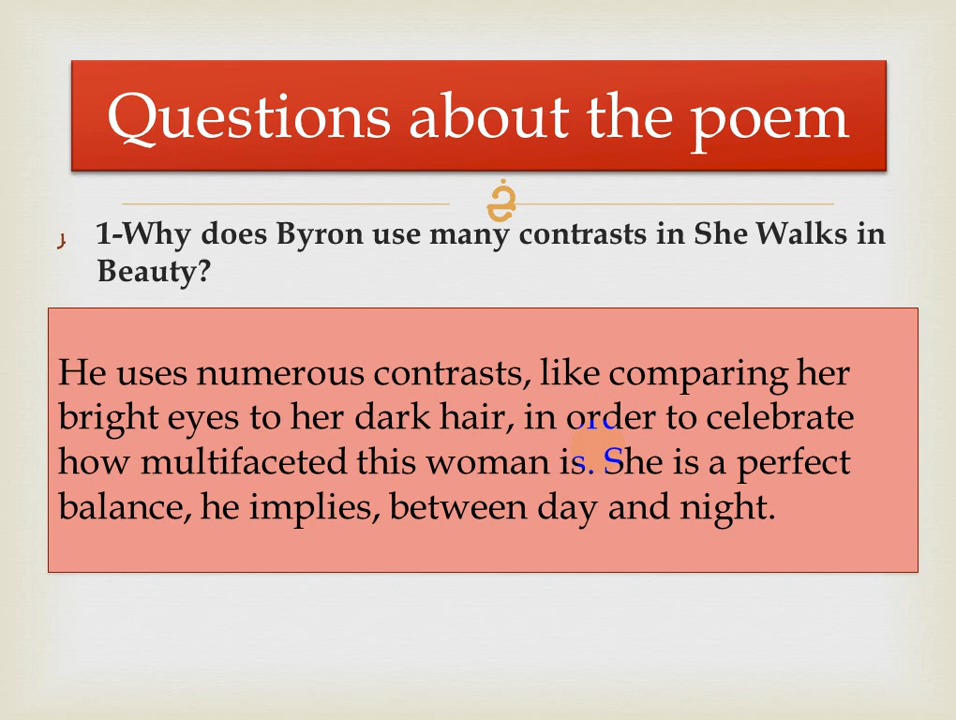 Questions about the poem
1-Why does Byron use many contrasts in She Walks in
Beauty?
He uses numerous contrasts, like comparing her
bright eyes to her dark hair, in order to celebrate
how multifaceted this woman is. She is a perfect
balance, he implies, between day and night.